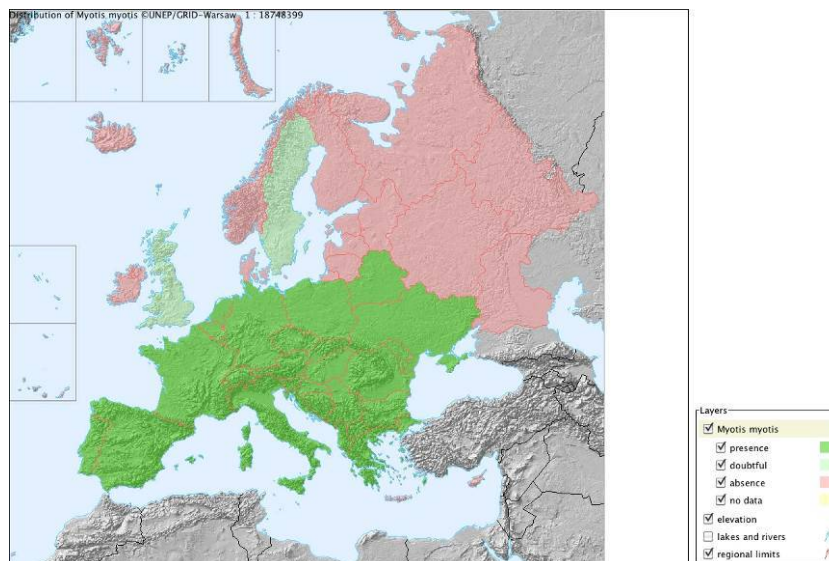 Distribution of Myotis myotis ©UNEP/GRID-Warsaw 1 : 18748399
Layers
Myotis myotis
presence
doubtful
absence
no data
elevation
lakes and rivers
regional limits